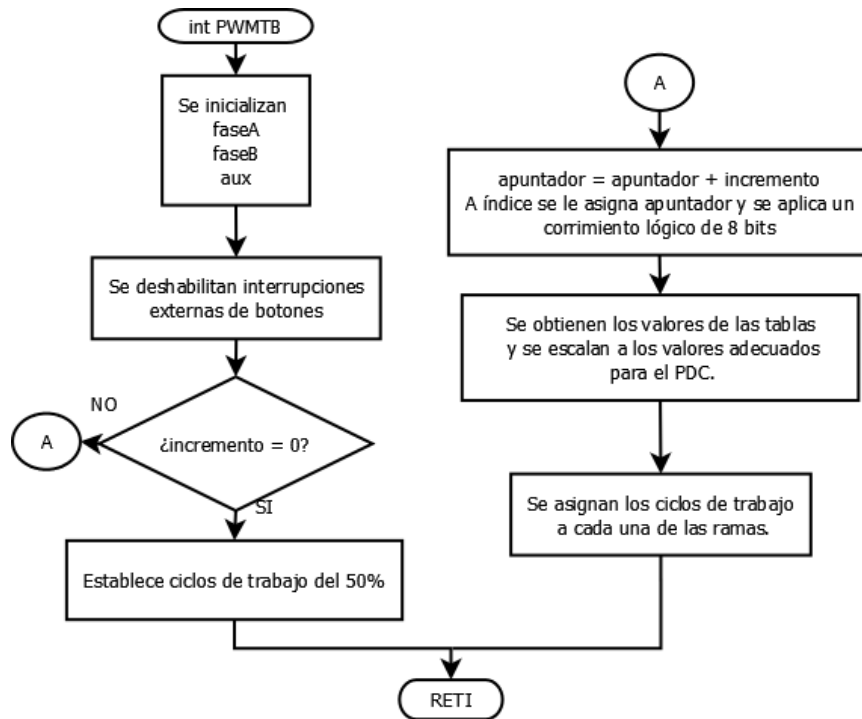 int PWMTB
Se inicializan
faseA
faseB
aux
Se deshabilitan interrupciones
externas de botones
NO
A
¿incremento = 0?
SI
Establece ciclos de trabajo del 50%
A
apuntador = apuntador + incremento
A índice se le asigna apuntador y se aplica un
corrimiento lógico de 8 bits
Se obtienen los valores de las tablas
y se escalan a los valores adecuados
para el PDC.
Se asignan los ciclos de trabajo
a cada una de las ramas.
RETI